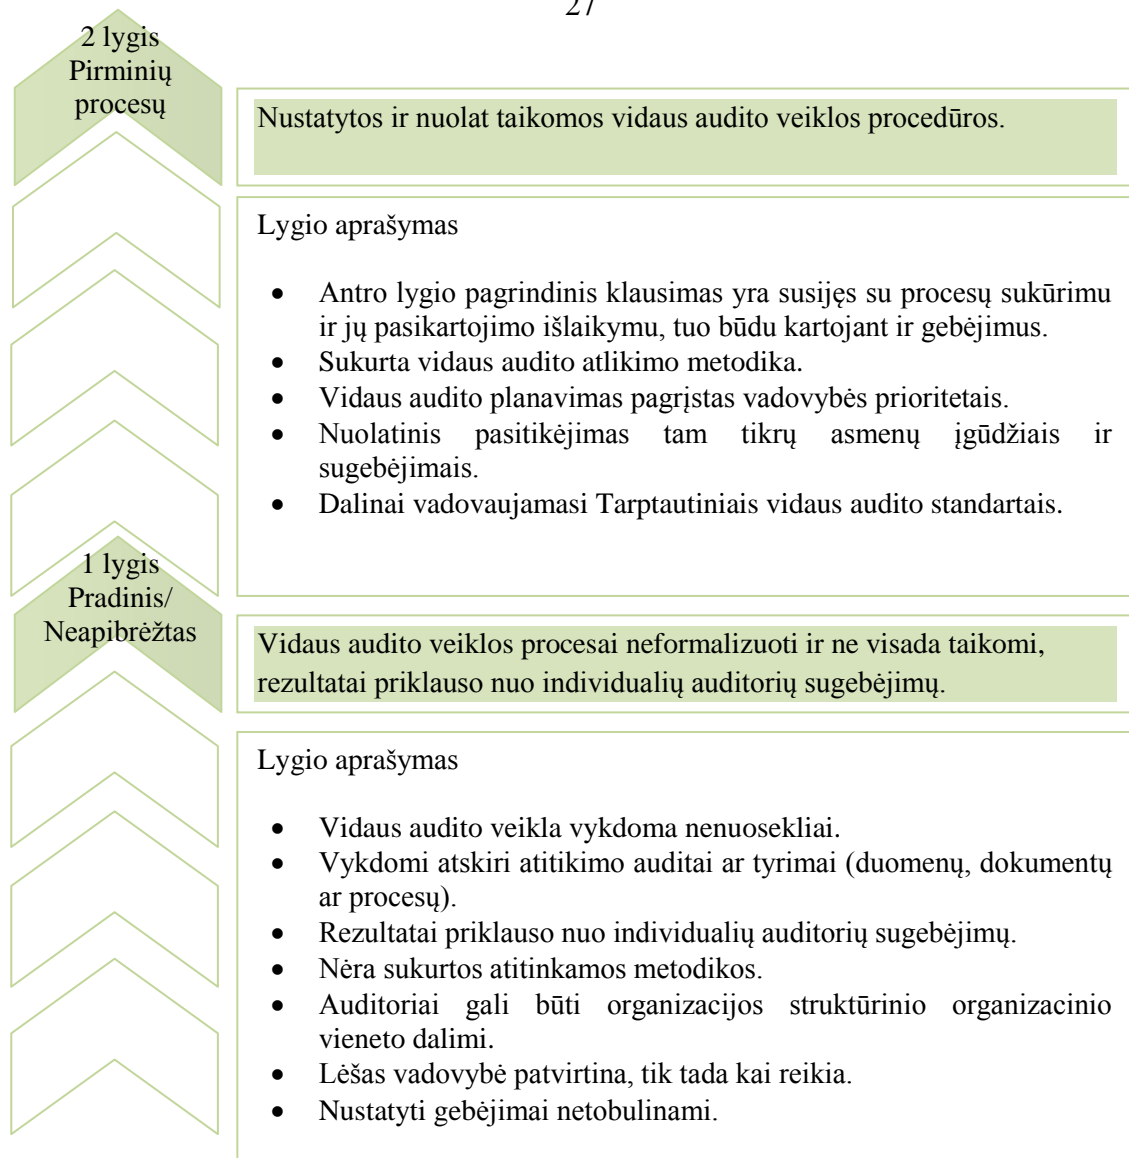 27
2 lygis
Pirminių
procesų
Nustatytos ir nuolat taikomos vidaus audito veiklos procedūros.
Lygio aprašymas
• Antro lygio pagrindinis klausimas yra susijęs su procesų sukūrimu
ir jų pasikartojimo išlaikymu, tuo būdu kartojant ir gebėjimus.
• Sukurta vidaus audito atlikimo metodika.
• Vidaus audito planavimas pagrįstas vadovybės prioritetais.
• Nuolatinis pasitikėjimas tam tikrų asmenų įgūdžiais ir
sugebėjimais.
• Dalinai vadovaujamasi Tarptautiniais vidaus audito standartais.
1 lygis
Pradinis/
Neapibrėžtas
Vidaus audito veiklos procesai neformalizuoti ir ne visada taikomi,
rezultatai priklauso nuo individualių auditorių sugebėjimų.
Lygio aprašymas
• Vidaus audito veikla vykdoma nenuosekliai.
• Vykdomi atskiri atitikimo auditai ar tyrimai (duomenų, dokumentų
ar procesų).
• Rezultatai priklauso nuo individualių auditorių sugebėjimų.
• Nėra sukurtos atitinkamos metodikos.
• Auditoriai gali būti organizacijos struktūrinio organizacinio
vieneto dalimi.
• Lėšas vadovybė patvirtina, tik tada kai reikia.
• Nustatyti gebėjimai netobulinami.